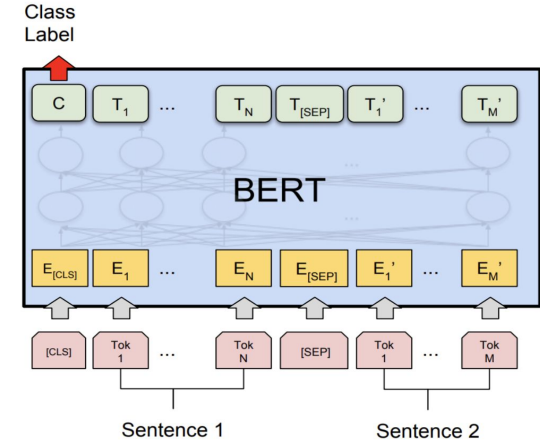 Class
Label
C T1 ... TN T[SEP] T1' ... TM'
...
BERT
...
E[CLS] E1 ... EN E[SEP] E1' ... EM'
[CLS] Tok 1 ... Tok N [SEP] Tok 1 ... Tok M
Sentence 1 Sentence 2